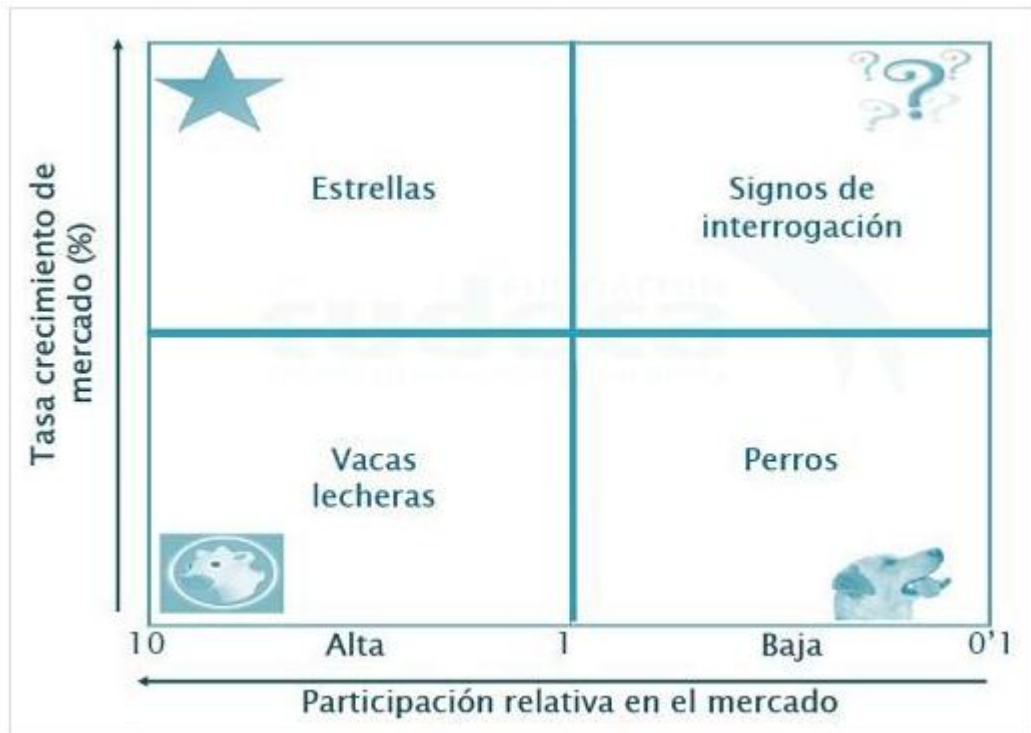 Tasa crecimiento de
mercado (%)
Estrellas
Signos de
interrogación
Vacas
lecheras
Perros
10
Alta
1
Baja
0'1
Participación relativa en el mercado